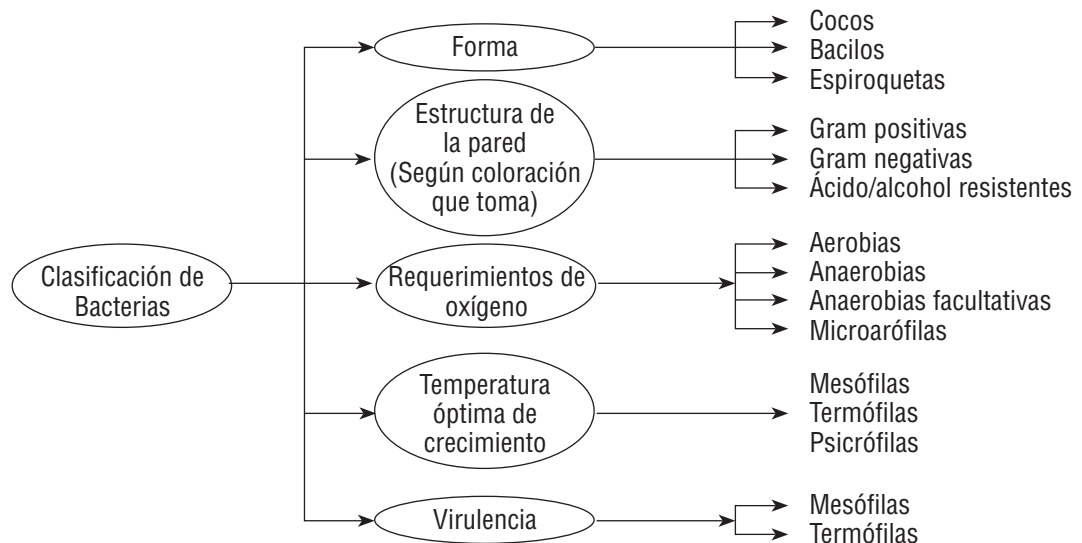 Clasificación de
Bacterias
Forma
Cocos
Bacilos
Espiroquetas
Estructura de
la pared
(Según coloración
que toma)
Gram positivas
Gram negativas
Ácido/alcohol resistentes
Requerimientos de
oxígeno
Aerobias
Anaerobias
Anaerobias facultativas
Microarófilas
Temperatura
óptima de
crecimiento
Mesófilas
Termófilas
Psicrófilas
Virulencia
Mesófilas
Termófilas